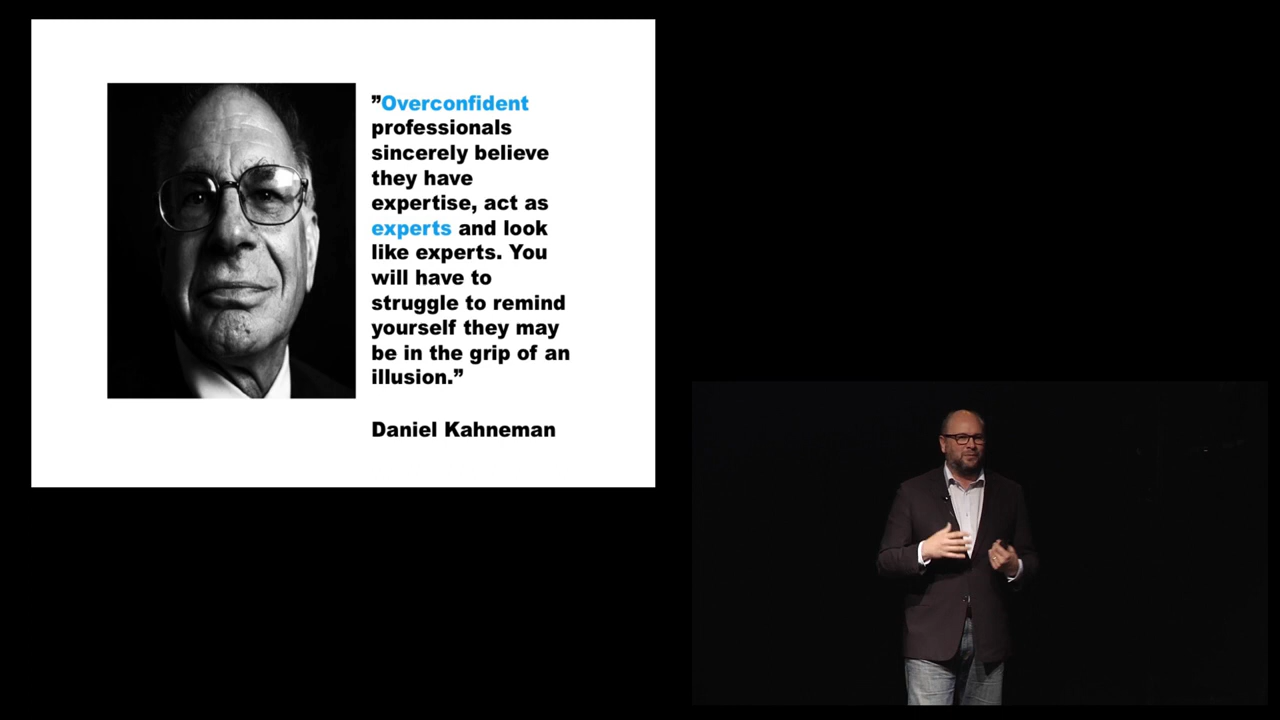 ”Overconfident
professionals
sincerely believe
they have
expertise, act as
experts and look
like experts. You
will have to
struggle to remind
yourself they may
be in the grip of an
illusion.”
Daniel Kahneman